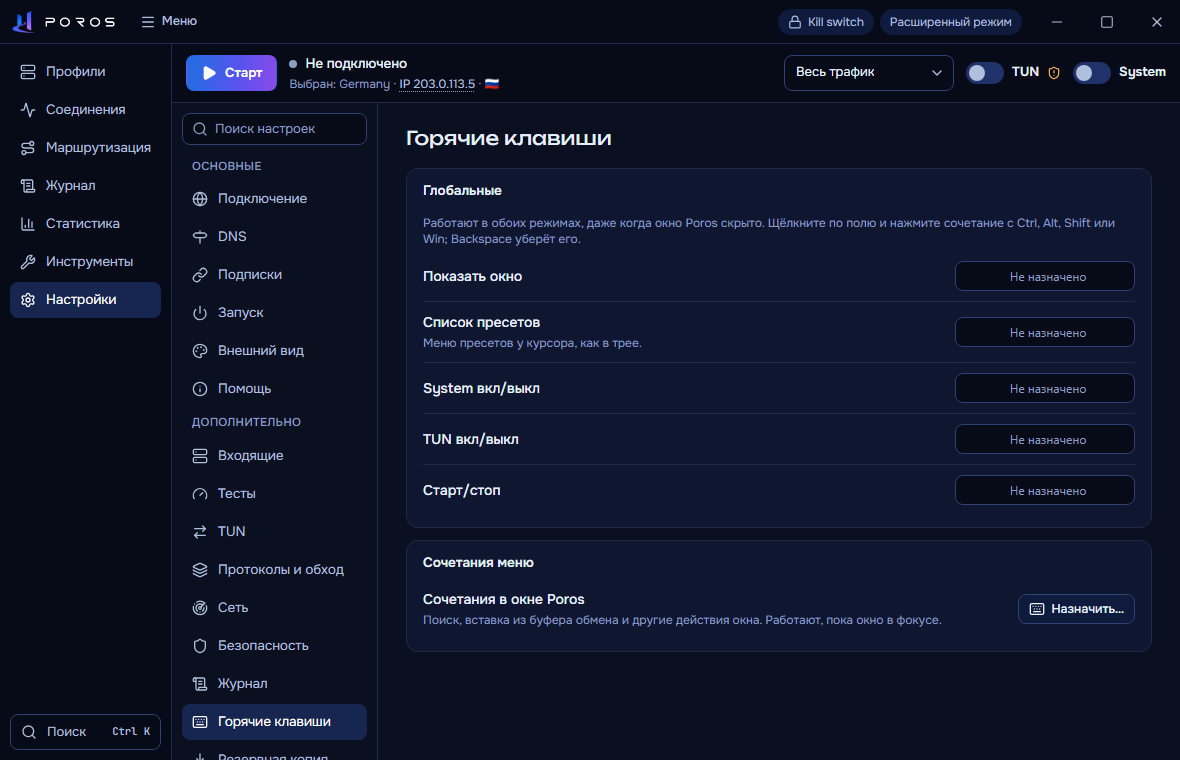 POROS
Меню
Kill switch
Расширенный режим
Профили
Соединения
Маршрутизация
Журнал
Статистика
Инструменты
Настройки
Поиск Ctrl K
Старт
Не подключено
Выбран: Germany · IP 203.0.113.5 ·
Весь трафик
TUN
System
Поиск настроек
ОСНОВНЫЕ
Подключение
DNS
Подписки
Запуск
Внешний вид
Помощь
ДОПОЛНИТЕЛЬНО
Входящие
Тесты
TUN
Протоколы и обход
Сеть
Безопасность
Журнал
Горячие клавиши
Резервная копия
Горячие клавиши
Глобальные
Работают в обоих режимах, даже когда окно Poros скрыто. Щёлкните по полю и нажмите сочетание с Ctrl, Alt, Shift или
Win; Backspace уберёт его.
Показать окно
Не назначено
Список пресетов
Меню пресетов у курсора, как в трее.
Не назначено
System вкл/выкл
Не назначено
TUN вкл/выкл
Не назначено
Старт/стоп
Не назначено
Сочетания меню
Сочетания в окне Poros
Поиск, вставка из буфера обмена и другие действия окна. Работают, пока окно в фокусе.
Назначить...